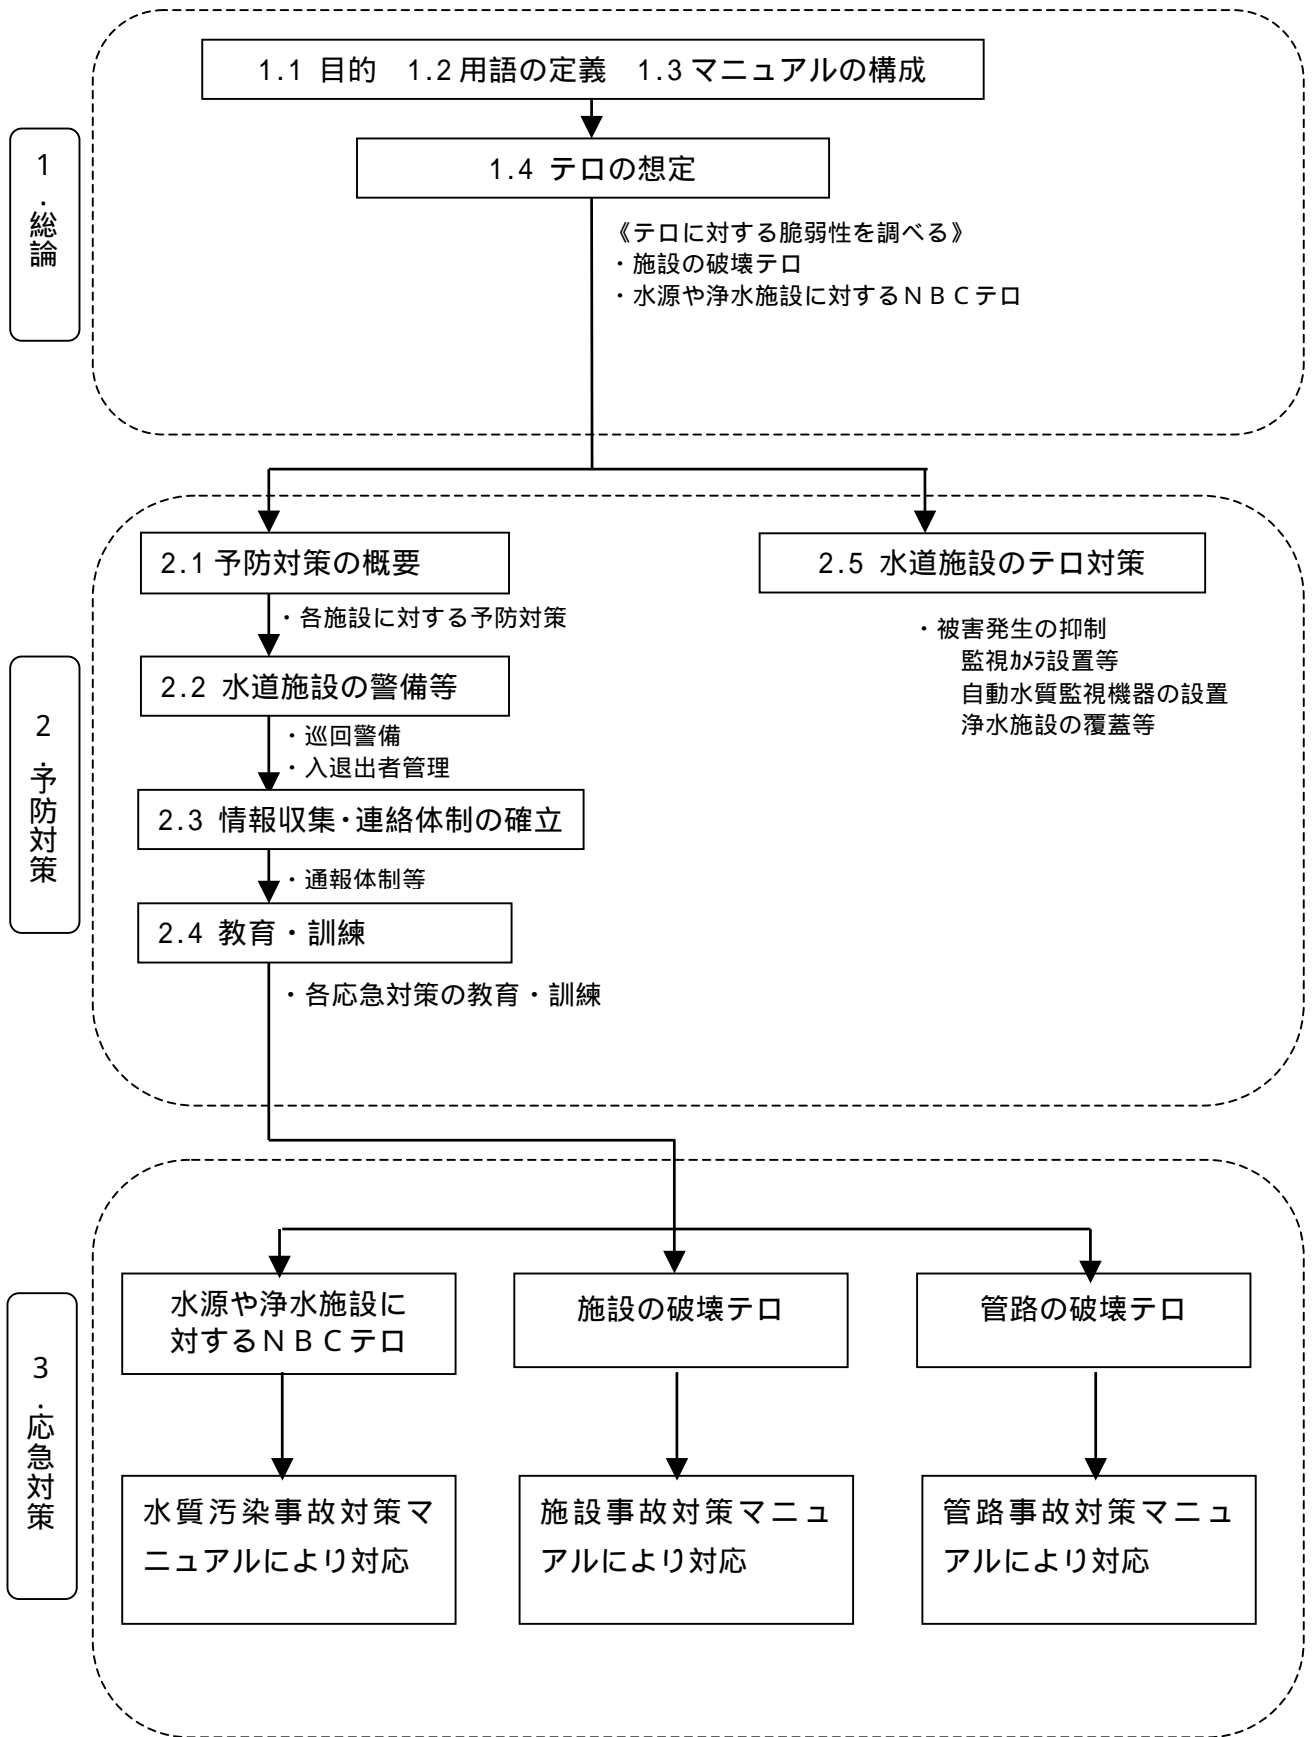 1.1 目的　1.2 用語の定義　1.3 マニュアルの構成
1.4 テロの想定
1．総論
《テロに対する脆弱性を調べる》
・施設の破壊テロ
・水源や浄水施設に対するＮＢＣテロ
2.1 予防対策の概要
・各施設に対する予防対策
2.2 水道施設の警備等
・巡回警備
・入退出者管理
2.3 情報収集・連絡体制の確立
・通報体制等
2.4 教育・訓練
・各応急対策の教育・訓練
2.5 水道施設のテロ対策
・被害発生の抑制
監視ｶﾒﾗ設置等
自動水質監視機器の設置
浄水施設の覆蓋等
2．予防対策
水源や浄水施設に
対するＮＢＣテロ
施設の破壊テロ
管路の破壊テロ
3．応急対策
水質汚染事故対策マ
ニュアルにより対応
施設事故対策マニュ
アルにより対応
管路事故対策マニュ
アルにより対応